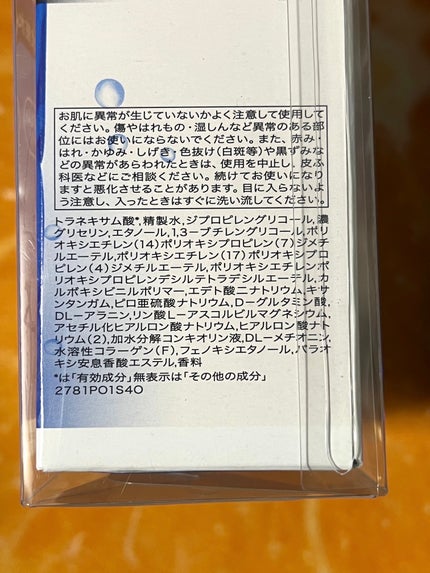 お肌に異常が生じていないかよく注意して使用して
ください。傷やはれもの・湿しんなど異常のある部
位にはお使いにならないでください。また、赤み・
はれ・かゆみ・しげき・色抜け(白斑等)や黒ずみな
どの異常があらわれたときは、使用を中止し、皮ふ
科医などにご相談ください。続けてお使いになり
ますと悪化させることがあります。目に入らないよ
う注意し、入ったときはすぐに洗い流してください。
トラネキサム酸*,精製水,ジプロピレングリコール,濃
グリセリン,エタノール,1,3-ブチレングリコール,ポリ
オキシエチレン(14)ポリオキシプロピレン(7)ジメチ
ルエーテル,ポリオキシエチレン(17)ポリオキシプロ
ピレン(4)ジメチルエーテル,ポリオキシエチレンポリ
オキシプロピレンデシルテトラデシルエーテル,カ
ルボキシビニルポリマー,エデト酸二ナトリウム,キサ
ンタンガム,ピロ亜硫酸ナトリウム,D-グルタミン酸,
DL-アラニン,リン酸L-アスコルビルマグネシウム,
アセチル化ヒアルロン酸ナトリウム,ヒアルロン酸ナト
リウム(2),加水分解コンキオリン液,DL-メチオニン,
水溶性コラーゲン(F),フェノキシエタノール,パラオ
キシ安息香酸エステル,香料
*は「有効成分」無表示は「その他の成分」
2781P01S40